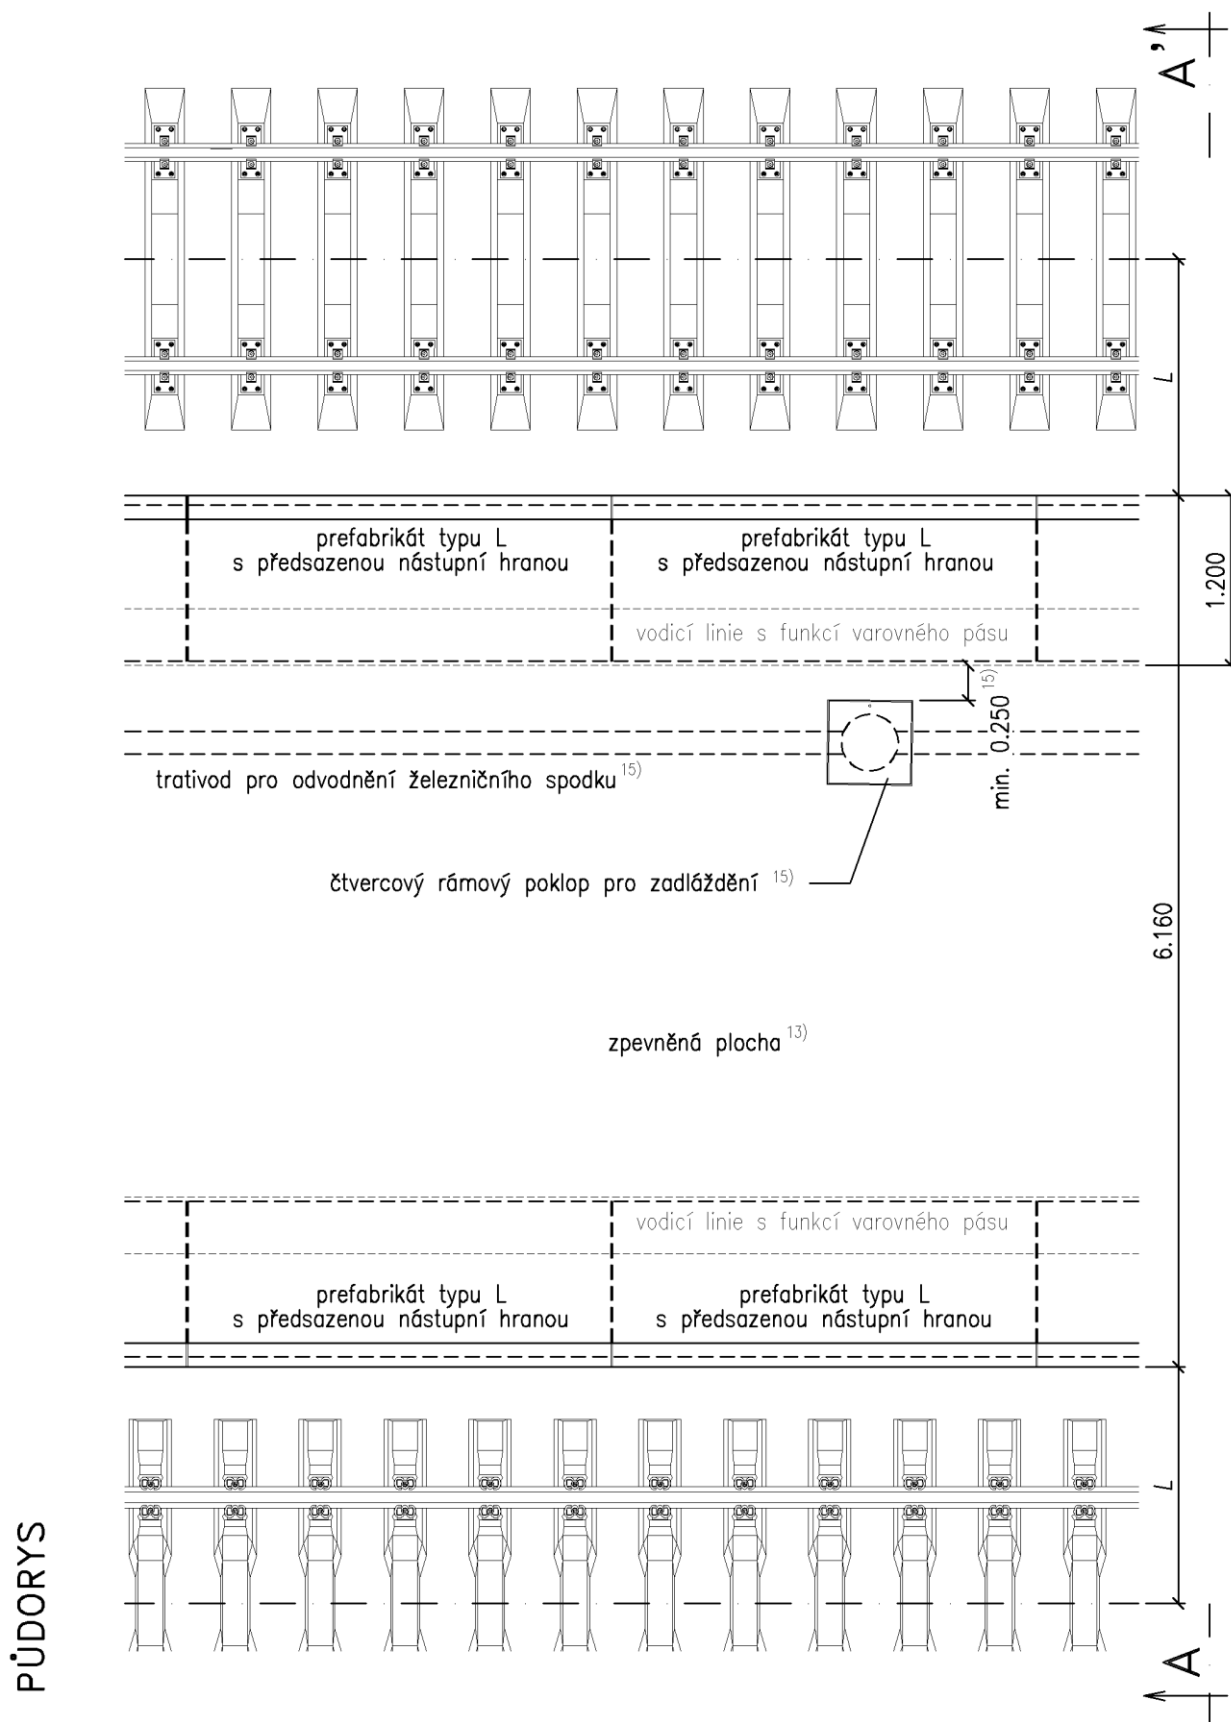 A'
L
prefabrikát typu L
s předsazenou nástupní hranou
prefabrikát typu L
s předsazenou nástupní hranou
1.200
vodicí linie s funkcí varovného pásu
min. 0.250 15)
trativod pro odvodnění železničního spodku 15)
čtvercový rámový poklop pro zadláždění 15)
6.160
zpevněná plocha 13)
vodicí linie s funkcí varovného pásu
prefabrikát typu L
s předsazenou nástupní hranou
prefabrikát typu L
s předsazenou nástupní hranou
L
PŮDORYS
A